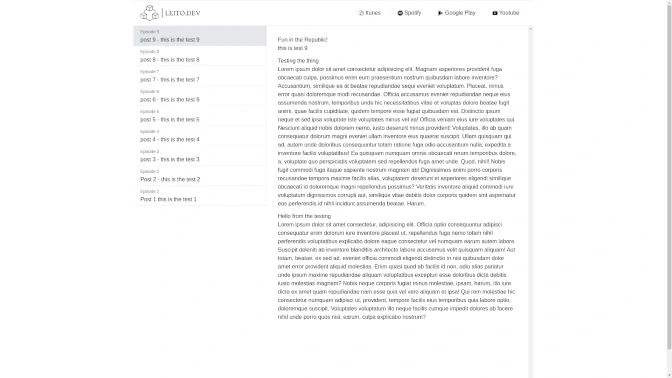 LEITO.DEV
Itunes
Spotify
Google Play
Youtube
Episode 9
post 9 - this is the test 9
Episode 8
post 8 - this is the test 8
Episode 7
post 7 - this is the test 7
Episode 6
post 6 - this is the test 6
Episode 5
post 5 - this is the test 5
Episode 4
post 4 - this is the test 4
Episode 3
post 3 - this is the test 3
Episode 2
Post 2 - this is the test 2
Episode 1
Post 1 this is the test 1
Fun in the Republic!
this is test 9
Testing the thing
Lorem ipsum dolor sit amet consectetur adipisicing elit. Magnam asperiores provident fuga
obcaecati culpa, possimus enim eum praesentium nostrum quibusdam labore inventore?
Accusantium, similique ex at beatae repudiandae sequi eveniet voluptatum. Placeat, minus
error quasi doloremque modi recusandae. Officia accusamus eveniet repudiandae neque eius
assumenda nostrum, temporibus unde hic necessitatibus vitae et voluptas dolore beatae fugit
animi, quae facilis cupiditate, quidem tempore esse fugiat quibusdam est. Distinctio ipsum
neque et sed ipsa voluptate iste voluptates minus vel ea! Officia veniam eius iure voluptates qui.
Nesciunt aliquid nobis dolorem nemo, iusto deserunt minus provident! Voluptates, illo ab quam
consequatur dolorum magni eveniet ullam inventore eius quaerat suscipit. Ullam quisquam qui
ad, autem unde doloribus consequuntur totam ratione fuga odio accusantium nulla, expedita a
inventore facilis voluptatibus! Ea quisquam numquam omnis obcaecati rerum temporibus dolore,
a, voluptate quo perspiciatis voluptatem sed repellendus fuga amet unde. Quod, nihil! Nobis
fugit commodi fuga itaque sapiente nostrum magnam ab! Dignissimos animi porro corporis
recusandae tempora maxime facilis alias, voluptatem deserunt et asperiores eligendi similique
obcaecati id doloremque magni repellendus possimus? Veritatis inventore aliquid commodi iure
voluptatum dignissimos corrupti aut, similique vitae debitis dolor corporis quidem sint aspernatur
eos perferendis id nihil incidunt assumenda beatae. Harum.
Hello from the testing
Lorem ipsum dolor sit amet consectetur, adipisicing elit. Officia optio consequuntur adipisci
consequatur enim dolorum iure inventore placeat ut, repellendus fuga nemo totam nihil
perferendis voluptatibus explicabo dolore eaque consectetur vel numquam earum autem labore.
Suscipit deleniti ab inventore blanditiis architecto labore accusamus velit quisquam aliquam! Aut
totam, beatae, ex sed ad, eveniet officia commodi eligendi distinctio in nisi quibusdam dolor
amet error provident aliquid molestias. Enim quasi quod ab facilis id non, odio alias pariatur
unde ipsum maxime repudiandae aliquam voluptatibus excepturi esse doloribus dicta debitis
iusto molestias magnam? Nobis neque corporis fugiat minus molestiae, ipsam, harum, illo iure
dicta ex amet quam repudiandae nam esse quis vel vero aliquam et ipsa! Qui rem molestiae hic
consectetur numquam adipisci ut, provident, tempore facilis eius temporibus quia labore optio,
doloremque suscipit. Voluptates voluptatum illo neque facilis cumque impedit dolores ab facere
nihil unde porro quos nisi, earum, culpa explicabo nostrum?